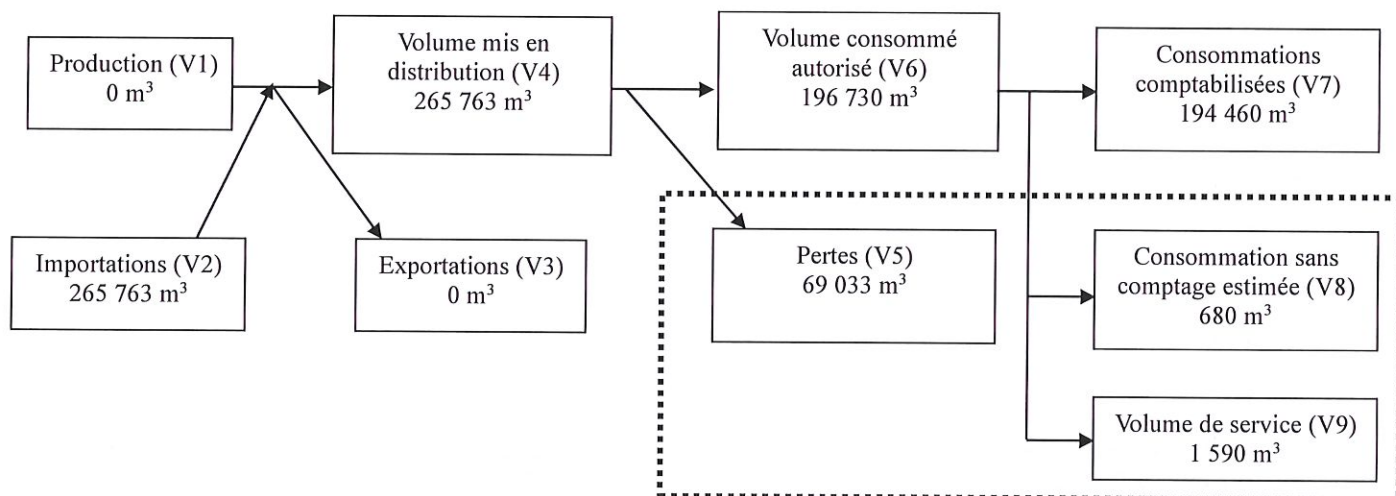 Production (V1)
0 m³
Volume mis en
distribution (V4)
265 763 m³
Volume consommé
autorisé (V6)
196 730 m³
Consommations
comptabilisées (V7)
194 460 m³
Importations (V2)
265 763 m³
Exportations (V3)
0 m³
Pertes (V5)
69 033 m³
Consommation sans
comptage estimée (V8)
680 m³
Volume de service (V9)
1 590 m³